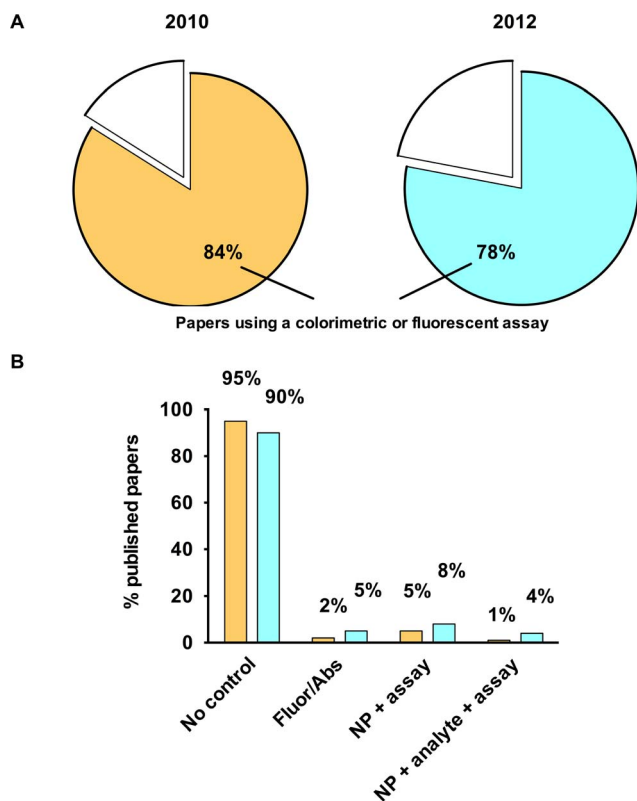 A
2010
2012
84%
78%
Papers using a colorimetric or fluorescent assay
B
95%
90%
100
80
60
40
20
0
% published papers
2%
5%
5%
8%
1%
4%
No control
Fluor/Abs
NP + assay
NP + analyte + assay